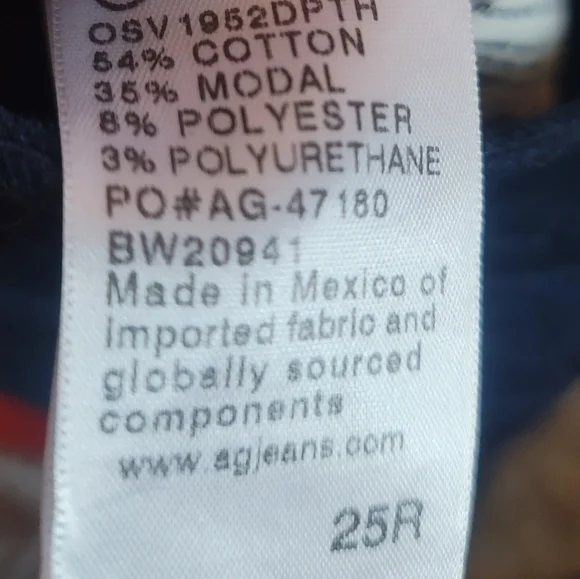 OSV1952DPTH
54% COTTON
35% MODAL
8% POLYESTER
3% POLYURETHANE
PO#AG-47180
BW20941
Made in Mexico of
imported fabric and
globally sourced
components
www.agjeans.com
25R